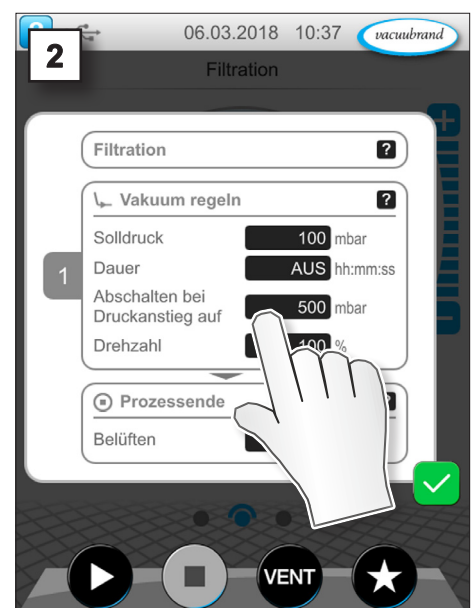 06.03.2018 10:37 vacuubrand
2
Filtration
Filtration ?
Vakuum regeln ?
Solldruck 100 mbar
1
Dauer AUS hh:mm:ss
Abschalten bei
Druckanstieg auf 500 mbar
Drehzahl 100 %
Prozessende ?
Belüften
VENT